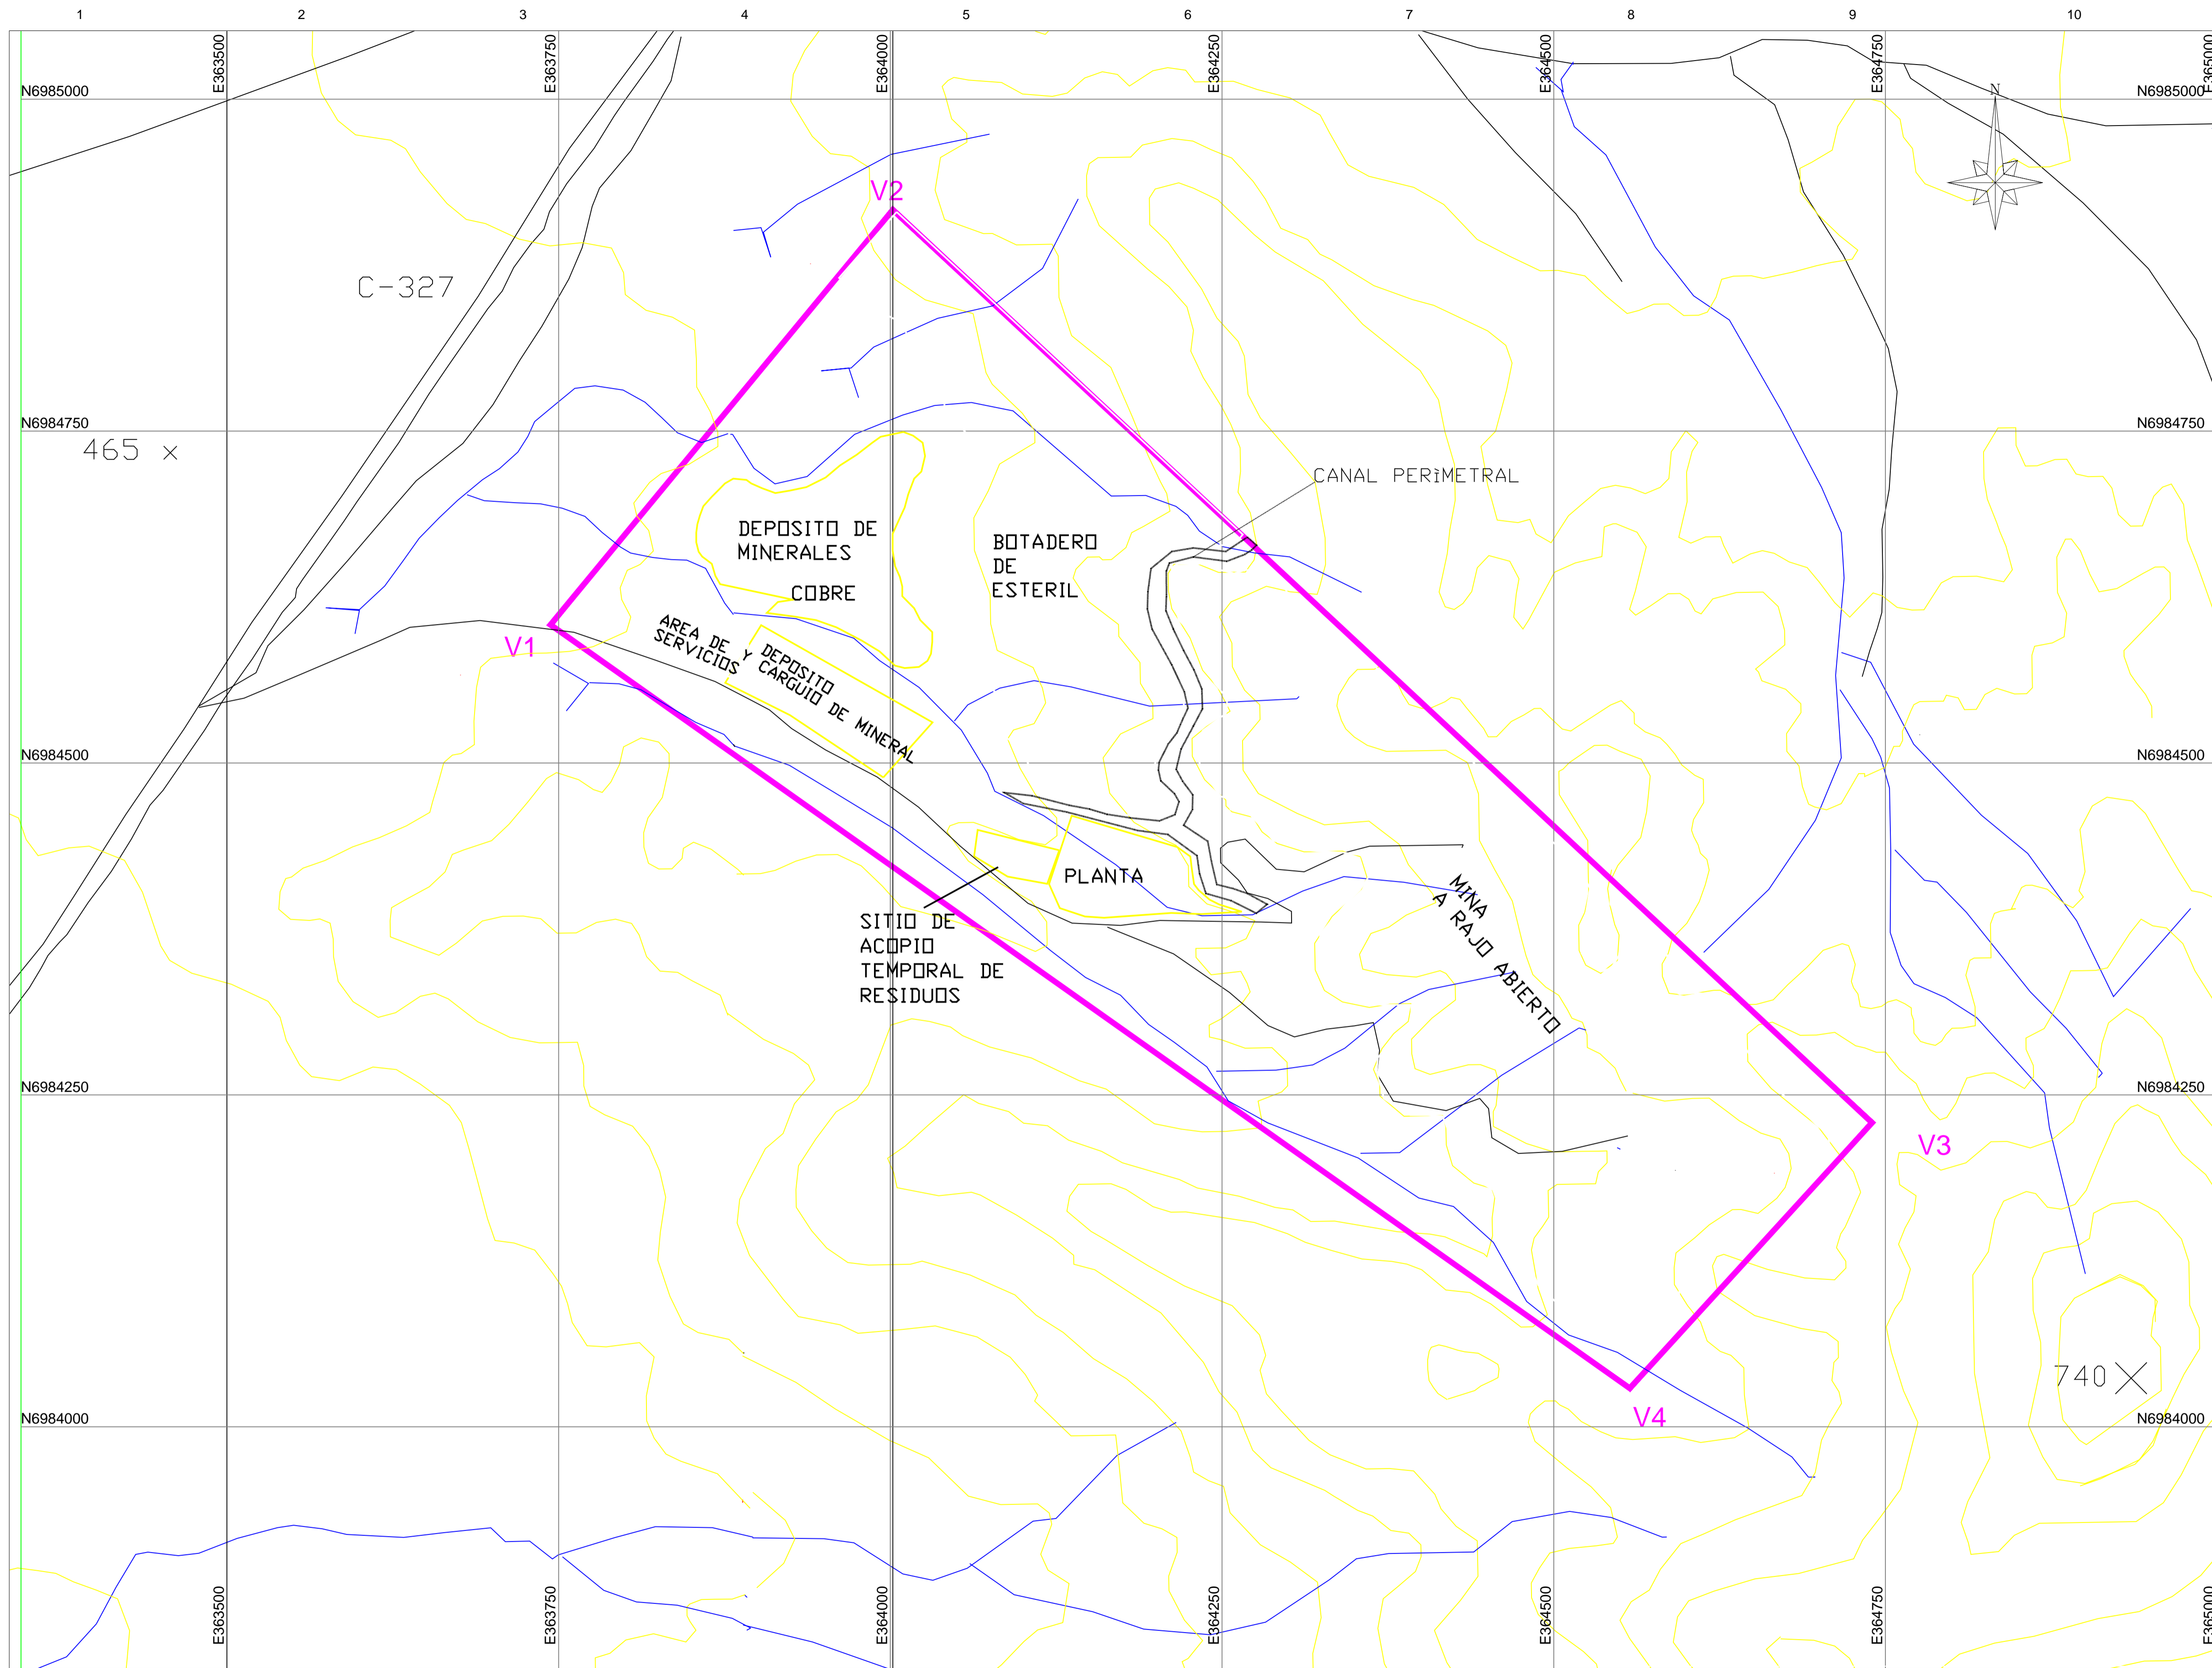 1 2 3 4 5 6 7 8 9 10
E363500 E363750 E364000 E364250 E364500 E364750 E365000
N6985000 N6985000
N
V2
C-327
N6984750 N6984750
465 x
CANAL PERìMETRAL
DEPOSITO DE
MINERALES
COBRE
BOTADERO
DE
ESTERIL
V1
AREA DE
SERVICIOS
Y
DEPOSITO
CARGUIO DE MINERAL
N6984500 N6984500
PLANTA
MINA
A RAJO ABIERTO
SITIO DE
ACOPIO
TEMPORAL DE
RESIDUOS
N6984250 N6984250
V3
740
V4
N6984000 N6984000
E363500 E363750 E364000 E364250 E364500 E364750 E365000